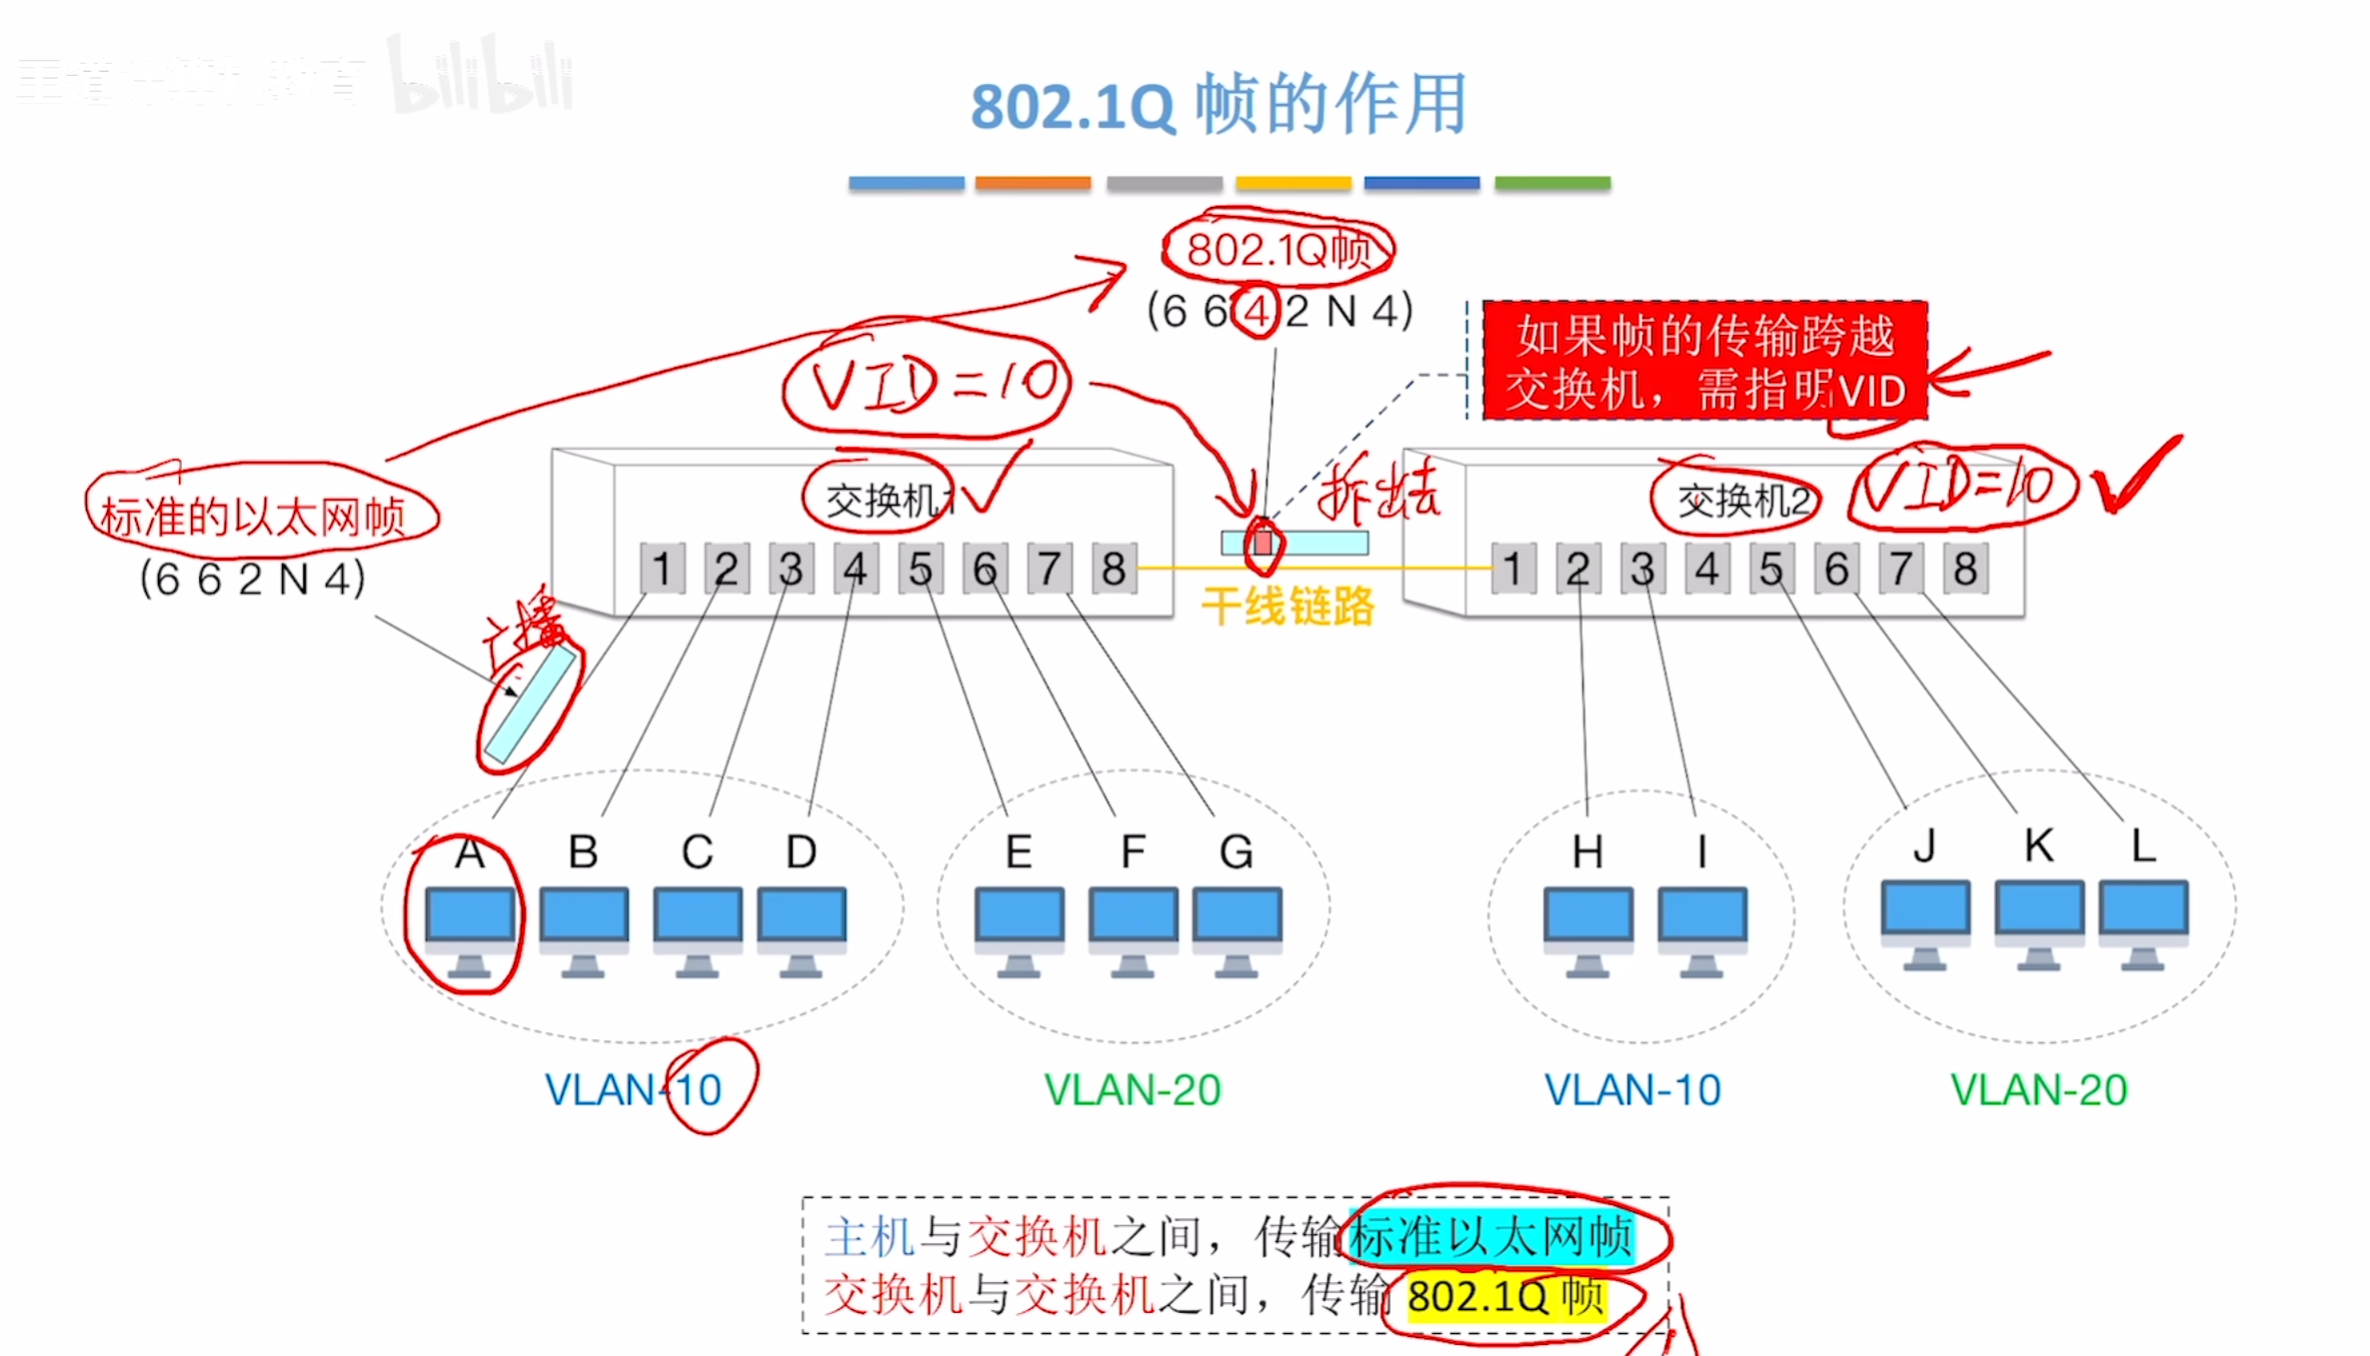 王道计算机教育 bilibili
802.1Q 帧的作用
802.1Q帧
(6 6 4 2 N 4)
如果帧的传输跨越
交换机，需指明VID
VID=10
标准的以太网帧
(6 6 2 N 4)
交换机1
拆出去
交换机2
VID=10
1 2 3 4 5 6 7 8
1 2 3 4 5 6 7 8
干线链路
广播
A B C D E F G H I J K L
VLAN-10 VLAN-20 VLAN-10 VLAN-20
主机与交换机之间，传输标准以太网帧
交换机与交换机之间，传输 802.1Q 帧